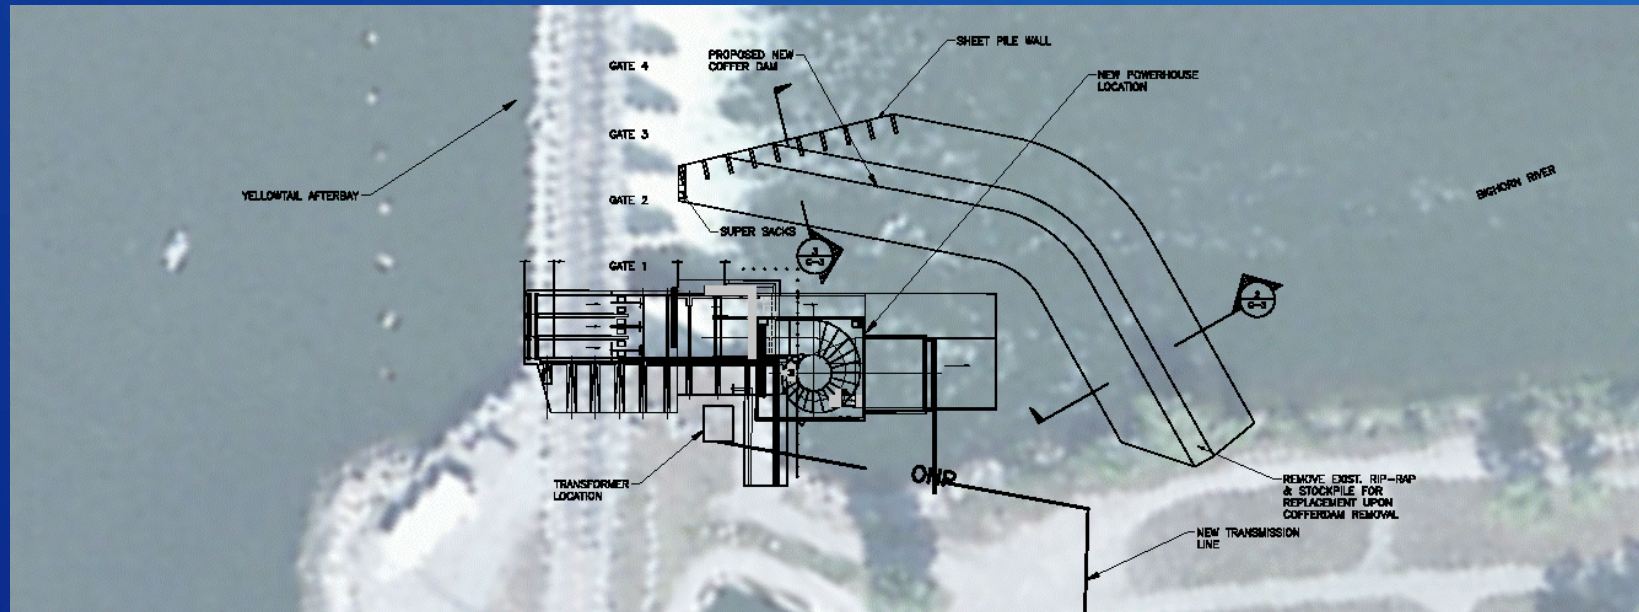 GATE 4
PROPOSED NEW
COFFER DAM
SHEET PILE WALL
NEW POWERHOUSE
LOCATION
GATE 3
YELLOWTAIL AFTERBAY
GATE 2
BIGHORN RIVER
SUPER SACKS
GATE 1
TRANSFORMER
LOCATION
OHP
REMOVE EXIST. RIP-RAP
& STOCKPILE FOR
REPLACEMENT UPON
COFFERDAM REMOVAL
NEW TRANSMISSION
LINE